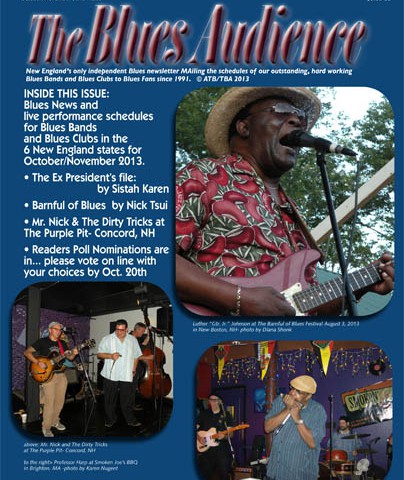 The Blues Audience
New England's only independent Blues newsletter MAiling the schedules of our outstanding, hard working
Blues Bands and Blues Clubs to Blues Fans since 1991. © ATB/TBA 2013
INSIDE THIS ISSUE:
Blues News and
live performance schedules
for Blues Bands
and Blues Clubs in the
6 New England states for
October/November 2013.
• The Ex President's file:
by Sistah Karen
• Barnful of Blues by Nick Tsui
• Mr. Nick & The Dirty Tricks at
The Purple Pit- Concord, NH
• Readers Poll Nominations are
in... please vote on line with
your choices by Oct. 20th
Luther "Gtr. Jr." Johnson at The Barnful of Blues Festival August 3, 2013
in New Boston, NH- photo by Diana Shonk
above: Mr. Nick and The Dirty Tricks
at The Purple Pit- Concord, NH
to the right> Professor Harp at Smoken Joe's BBQ
in Brighton, MA -photo by Karen Nugent